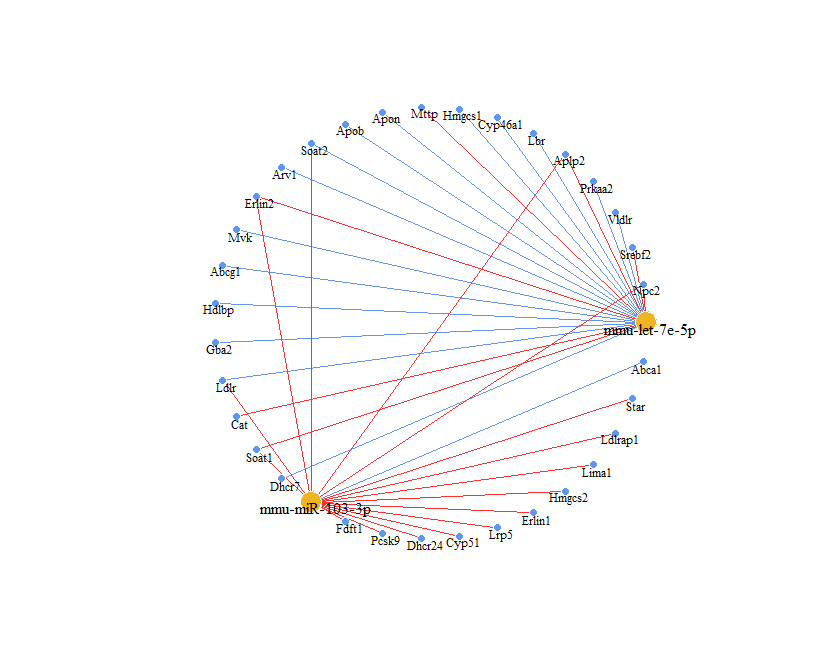 Mttp
Hmgcs1
Apon
Cyp46a1
Apob
Lbr
Soat2
Aplp2
Arv1
Prkaa2
Erlin2
Vldlr
Mvk
Srebf2
Abcg1
Npc2
Hdlbp
mmu-let-7e-5p
Gba2
Abca1
Ldlr
Star
Cat
Ldlrap1
Soat1
Lima1
Dhcr7
Hmgcs2
mmu-miR-103-3p
Erlin1
Fdft1
Lrp5
Pcsk9
Dhcr24
Cyp51